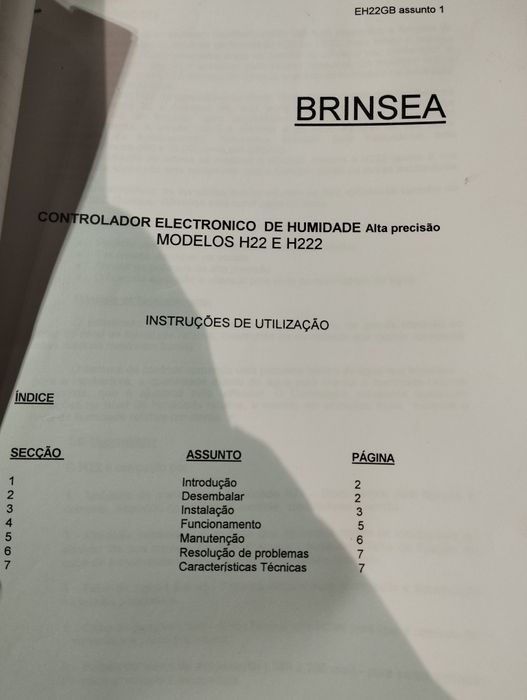 EH22GB assunto 1
BRINSEA
CONTROLADOR ELECTRONICO DE HUMIDADE Alta precisão
MODELOS H22 E H222
INSTRUÇÕES DE UTILIZAÇÃO
ÍNDICE
SECÇÃO ASSUNTO PÁGINA
1 Introdução 2
2 Desembalar 2
3 Instalação 3
4 Funcionamento 5
5 Manutenção 6
6 Resolução de problemas 7
7 Características Técnicas 7